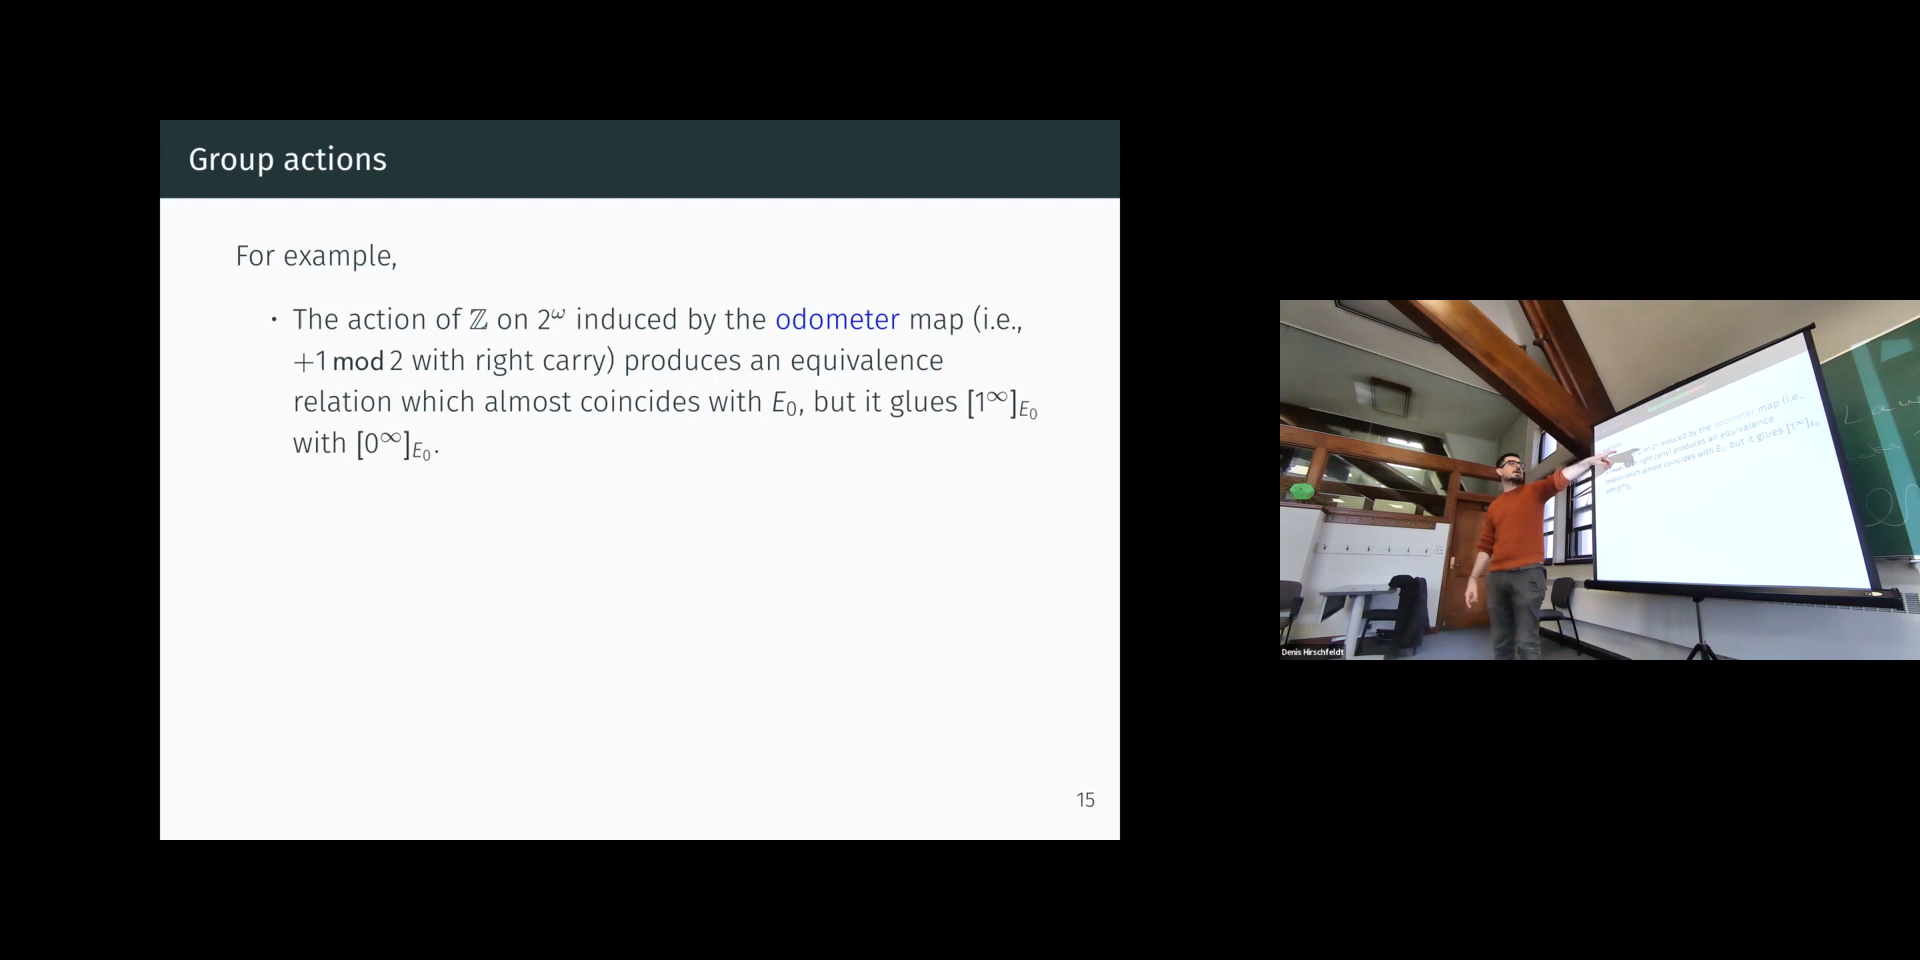 Group actions
For example,
• The action of ℤ on 2^ω induced by the odometer map (i.e.,
+1 mod 2 with right carry) produces an equivalence
relation which almost coincides with E₀, but it glues [1^∞]_{E₀}
with [0^∞]_{E₀}.
15
Denis Hirschfeldt